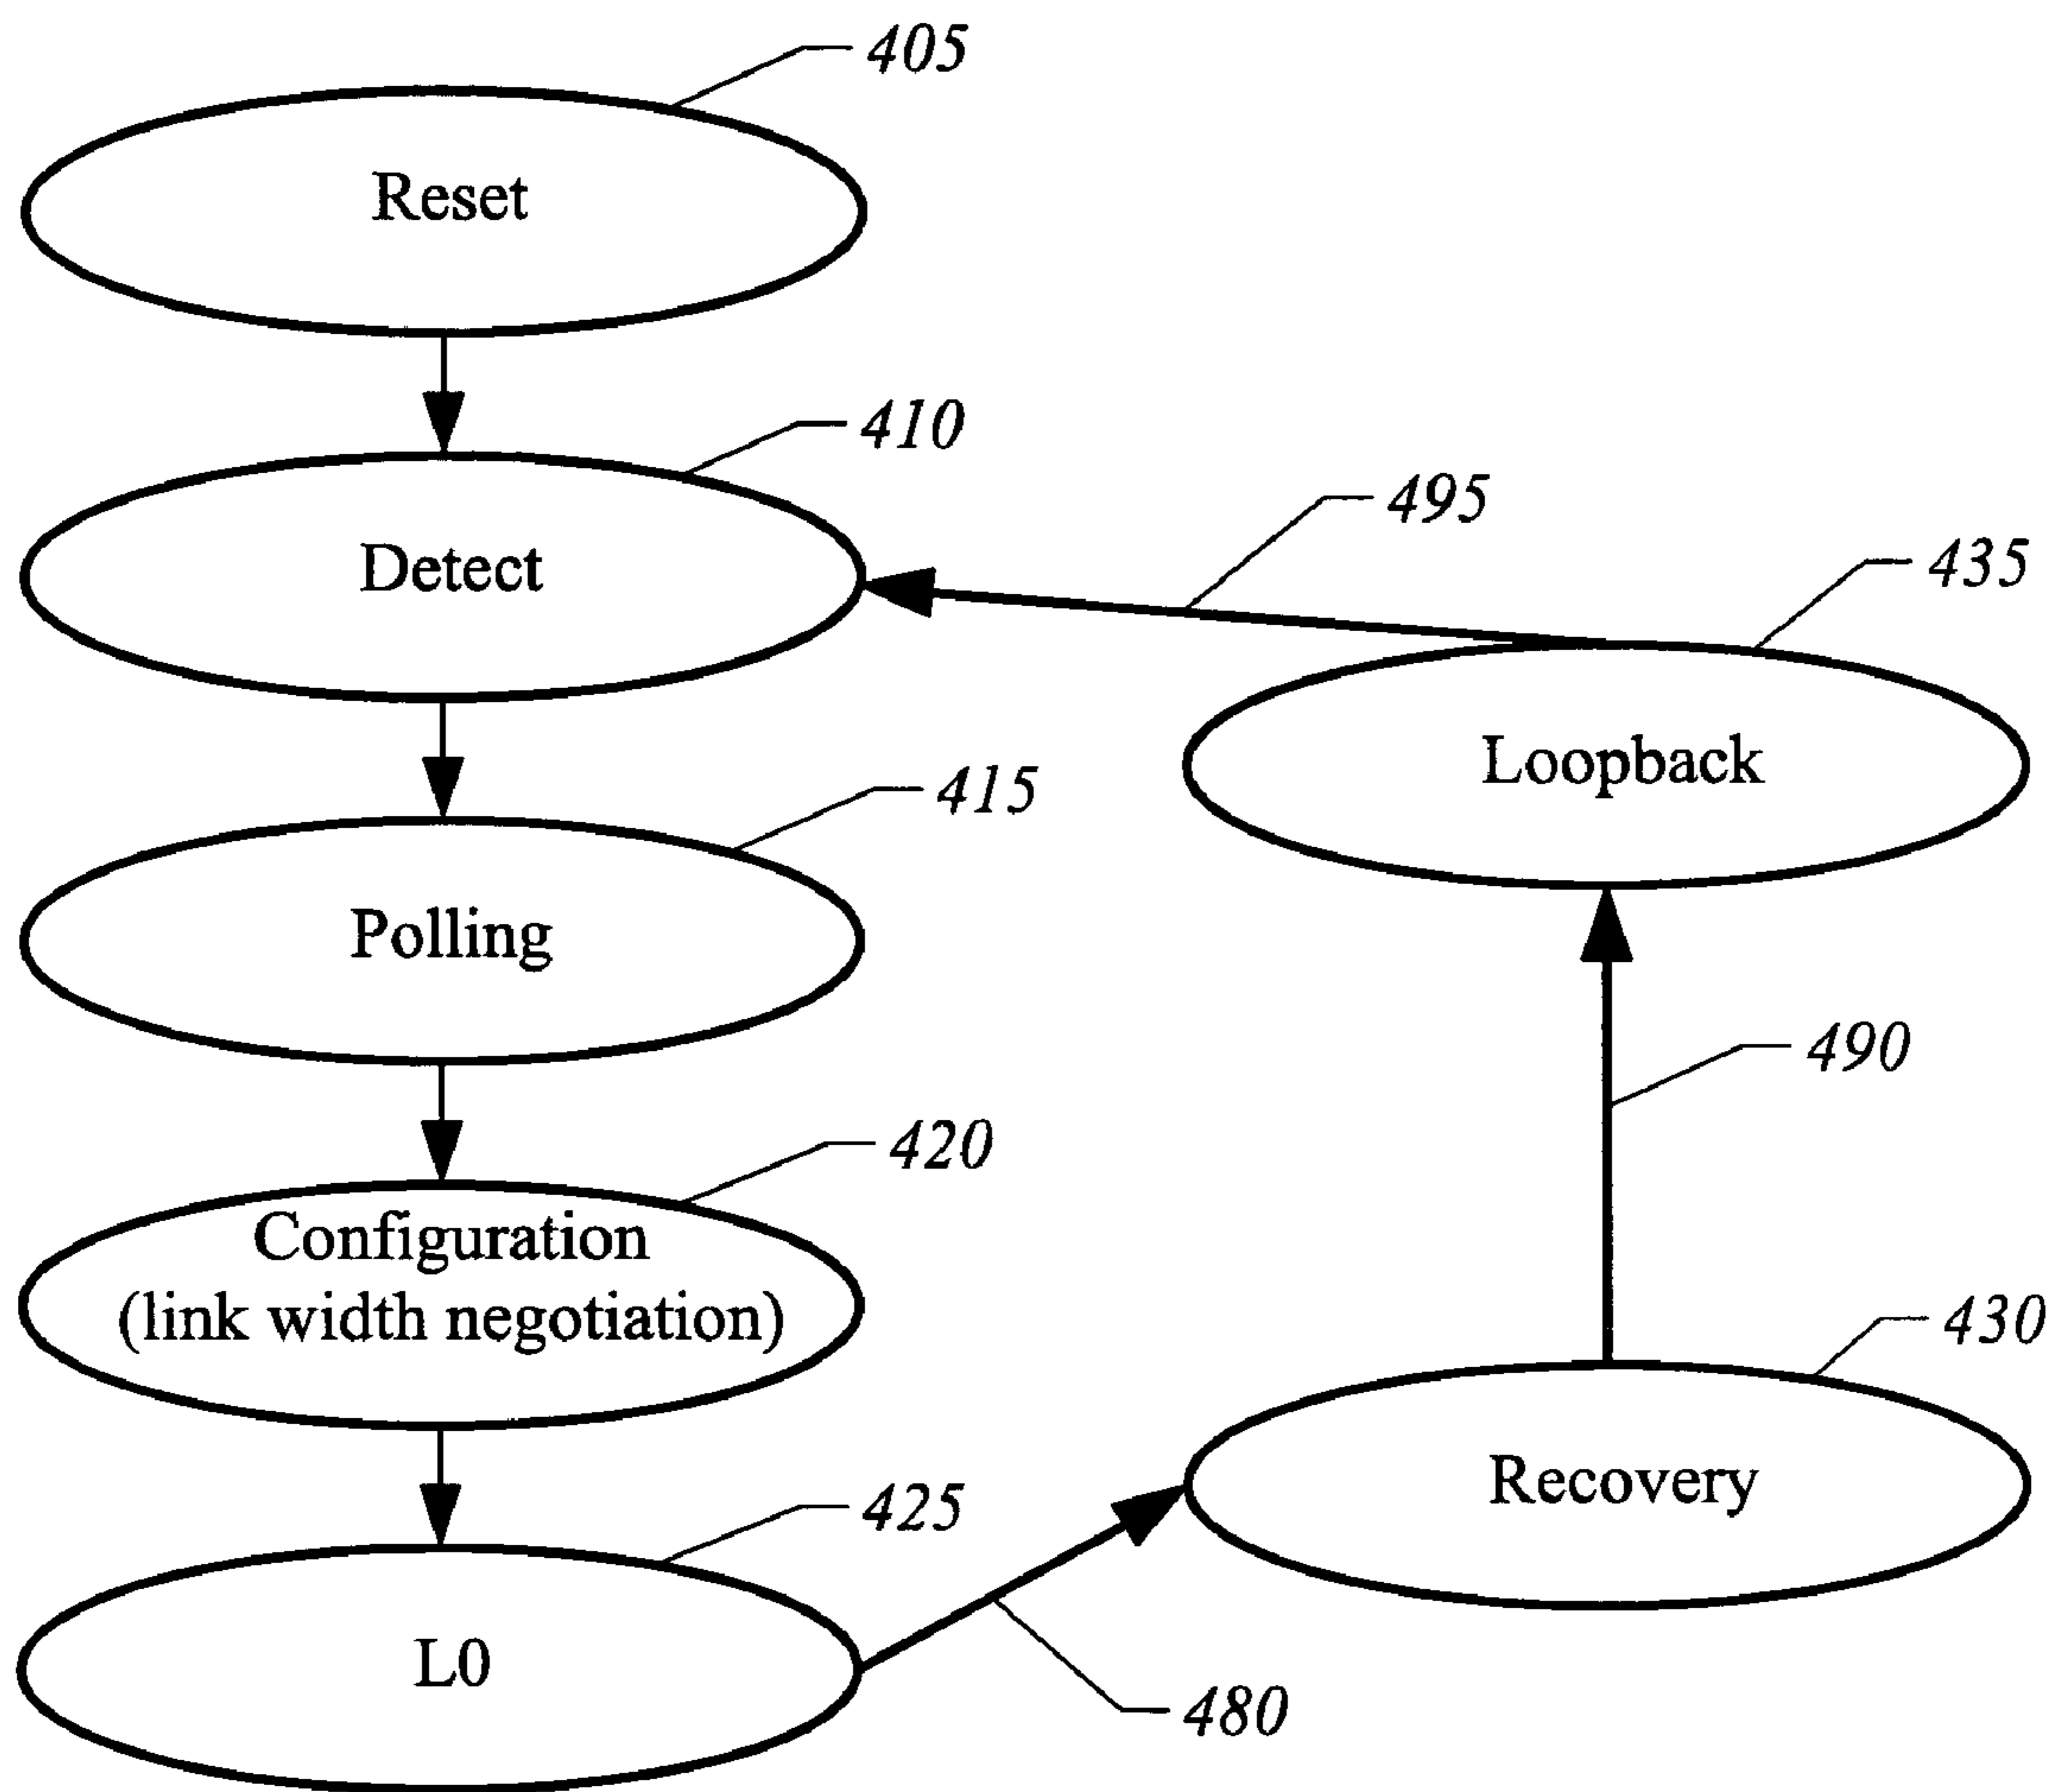 405
Reset
410
Detect
495
435
415
Loopback
Polling
490
420
Configuration
(link width negotiation)
430
425
Recovery
L0
480